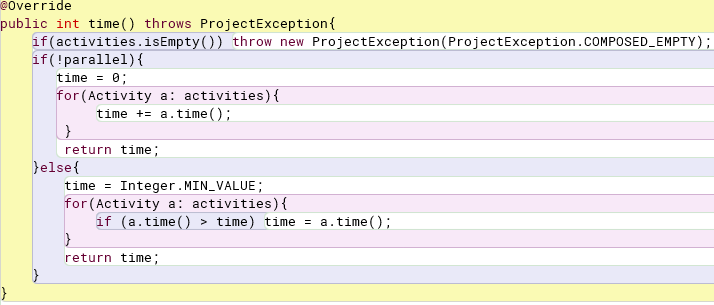 @Override
public int time() throws ProjectException{
    if(activities.isEmpty()) throw new ProjectException(ProjectException.COMPOSED_EMPTY);
    if(!parallel){
       time = 0;
       for(Activity a: activities){
            time += a.time();
        }
        return time;
    }else{
        time = Integer.MIN_VALUE;
        for(Activity a: activities){
            if (a.time() > time) time = a.time();
        }
        return time;
    }
}